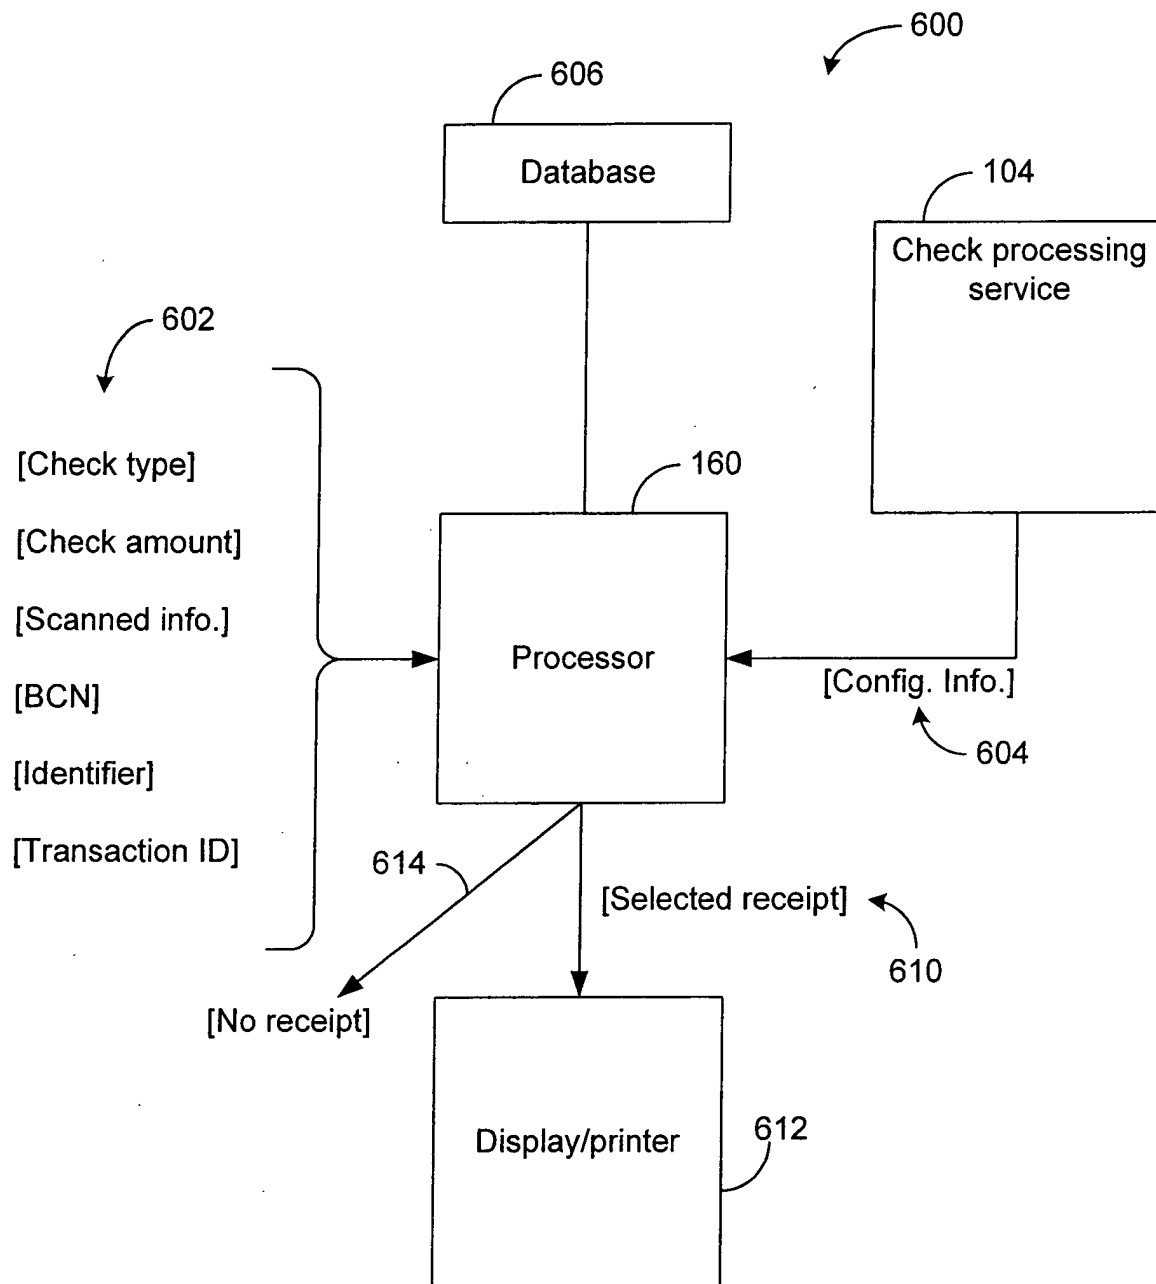 600
606
Database
104
Check processing
service
602
[Check type]
160
[Check amount]
[Scanned info.]
Processor
[BCN]
[Config. Info.]
604
[Identifier]
[Transaction ID]
614
[Selected receipt]
610
[No receipt]
612
Display/printer